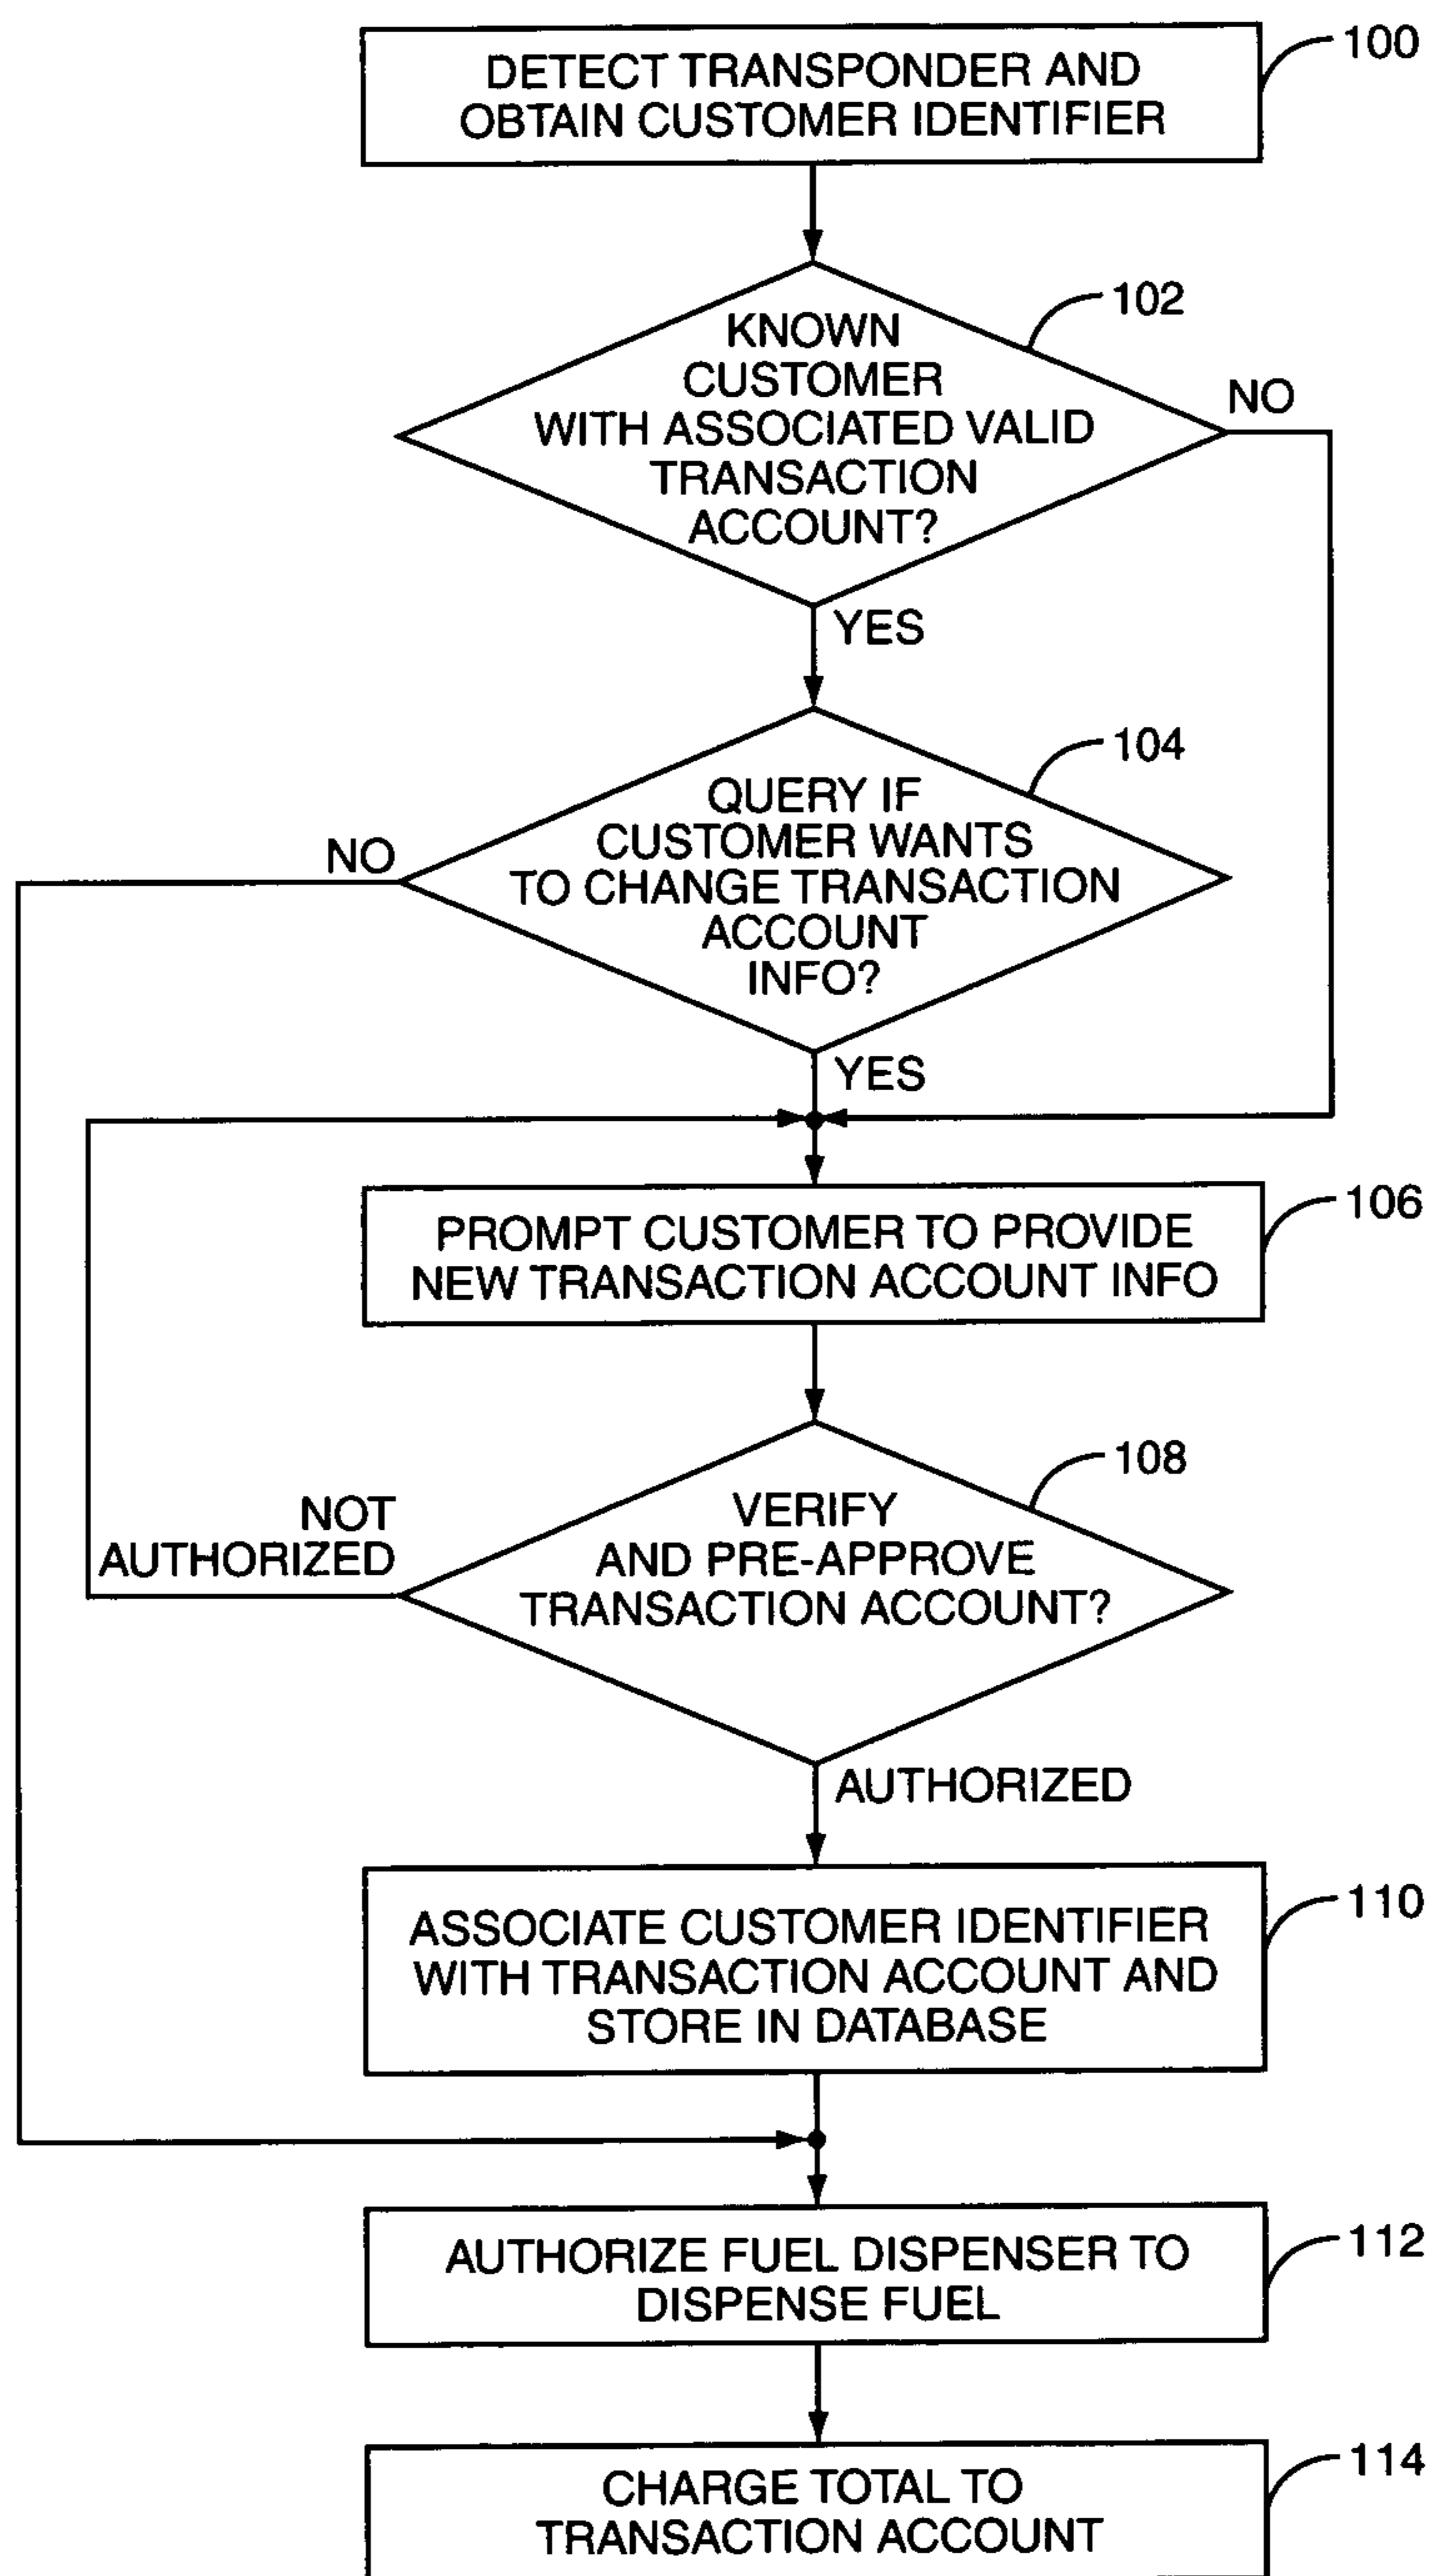 100
DETECT TRANSPONDER AND
OBTAIN CUSTOMER IDENTIFIER
102
KNOWN
CUSTOMER
WITH ASSOCIATED VALID
TRANSACTION
ACCOUNT?
NO
YES
104
QUERY IF
CUSTOMER WANTS
TO CHANGE TRANSACTION
ACCOUNT
INFO?
NO
YES
106
PROMPT CUSTOMER TO PROVIDE
NEW TRANSACTION ACCOUNT INFO
108
VERIFY
AND PRE-APPROVE
TRANSACTION ACCOUNT?
NOT
AUTHORIZED
AUTHORIZED
110
ASSOCIATE CUSTOMER IDENTIFIER
WITH TRANSACTION ACCOUNT AND
STORE IN DATABASE
112
AUTHORIZE FUEL DISPENSER TO
DISPENSE FUEL
114
CHARGE TOTAL TO
TRANSACTION ACCOUNT